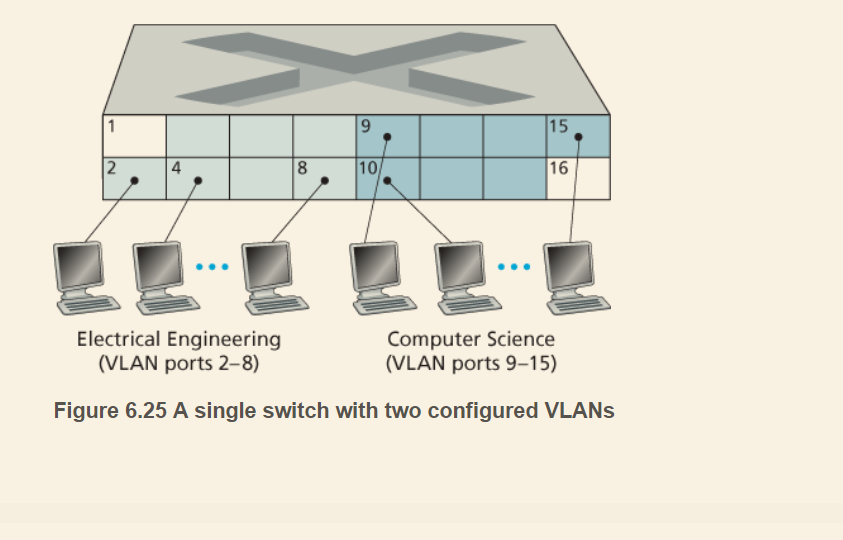 1 9 15
2 4 8 10 16
Electrical Engineering
(VLAN ports 2–8)
Computer Science
(VLAN ports 9–15)
Figure 6.25 A single switch with two configured VLANs